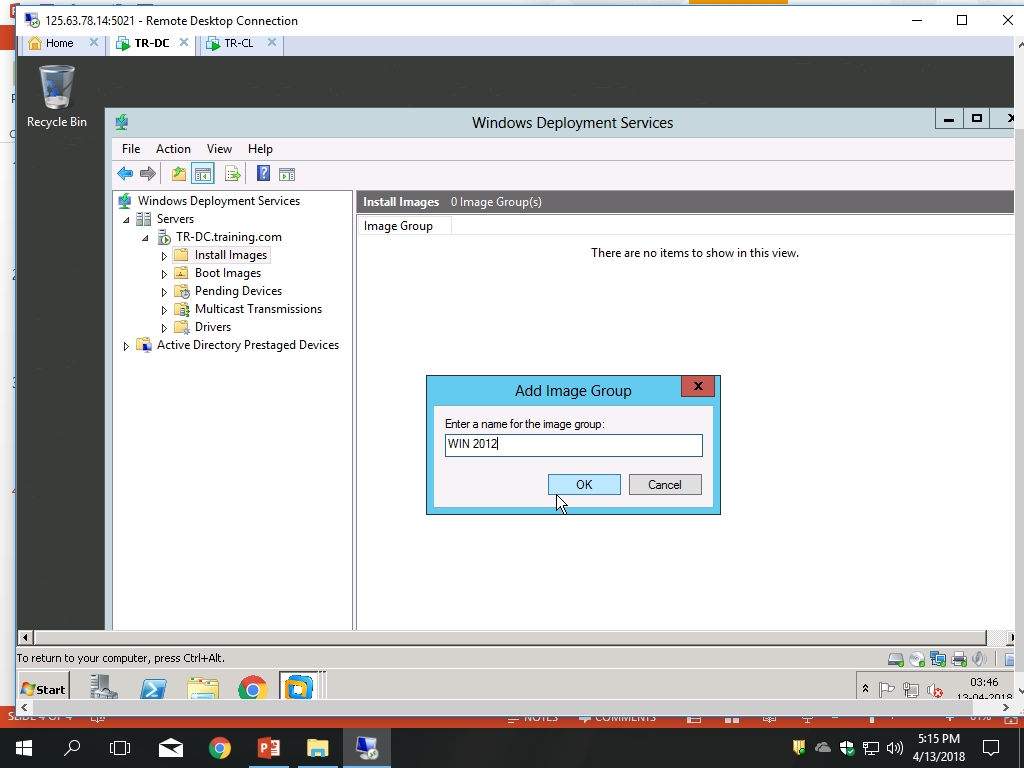 125.63.78.14:5021 - Remote Desktop Connection
Home
TR-DC
TR-CL
Recycle Bin
Windows Deployment Services
File Action View Help
Windows Deployment Services
Servers
TR-DC.training.com
Install Images
Boot Images
Pending Devices
Multicast Transmissions
Drivers
Active Directory Prestaged Devices
Install Images 0 Image Group(s)
Image Group
There are no items to show in this view.
Add Image Group
Enter a name for the image group:
WIN 2012
OK
Cancel
To return to your computer, press Ctrl+Alt.
Start
03:46
13-04-2018
SLIDE 4 OF 4
NOTES
COMMENTS
81%
5:15 PM
4/13/2018